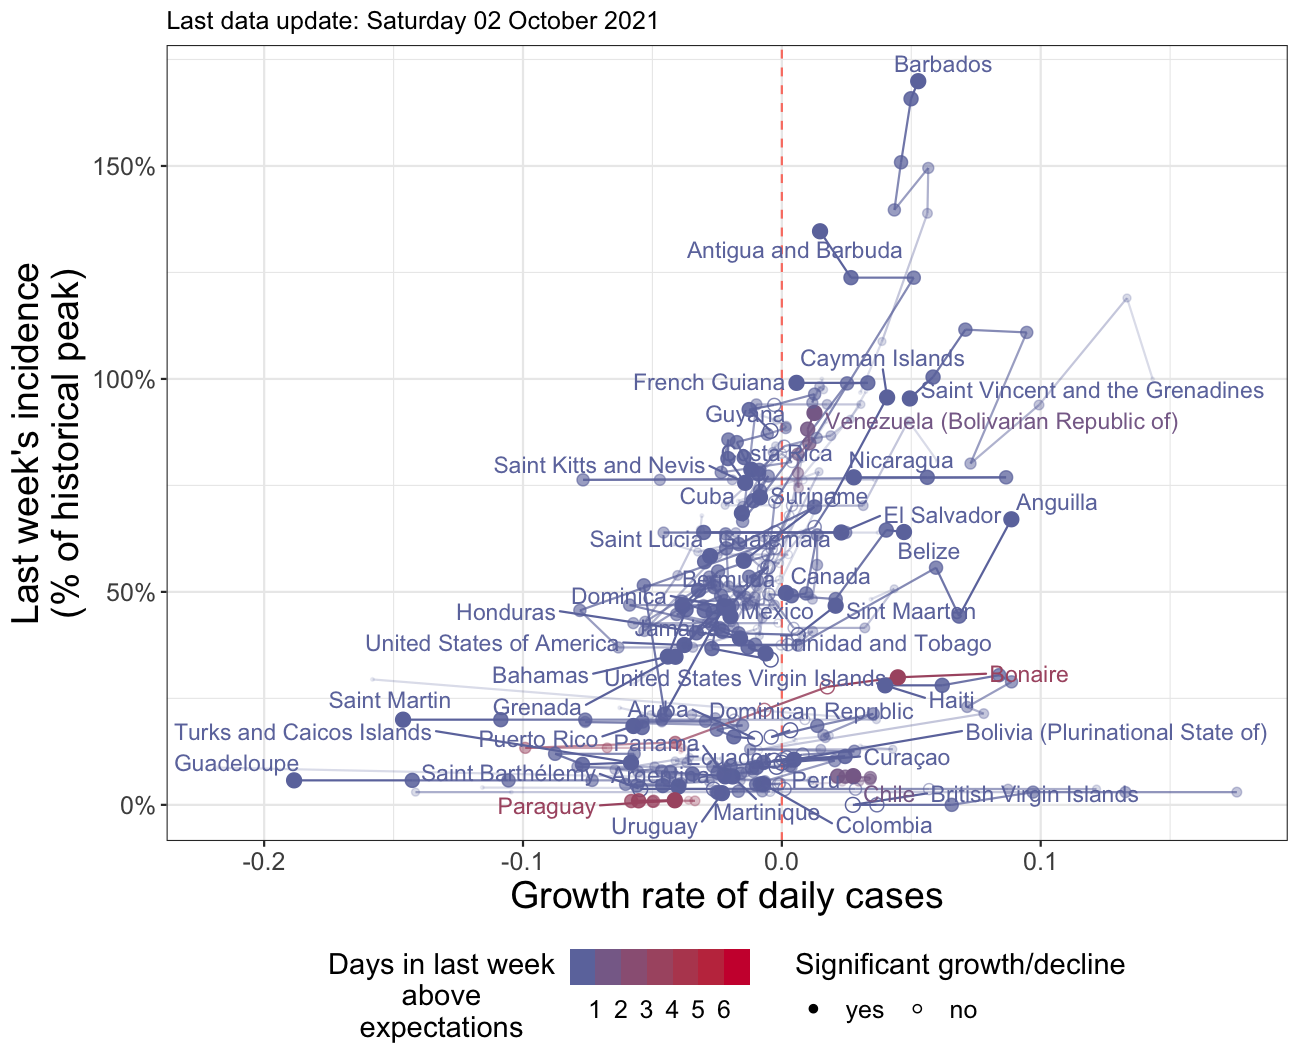 Last data update: Saturday 02 October 2021
Last week's incidence
(% of historical peak)
150%
100%
50%
0%
Barbados
Antigua and Barbuda
Cayman Islands
French Guiana
Saint Vincent and the Grenadines
Guyana
Venezuela (Bolivarian Republic of)
Costa Rica
Saint Kitts and Nevis
Nicaragua
Cuba
Suriname
Anguilla
El Salvador
Saint Lucia
Guatemala
Belize
Bermuda
Canada
Dominica
Honduras
Mexico
Sint Maarten
Jamaica
United States of America
Trinidad and Tobago
Bahamas
United States Virgin Islands
Bonaire
Saint Martin
Grenada
Aruba
Haiti
Dominican Republic
Turks and Caicos Islands
Puerto Rico
Panama
Bolivia (Plurinational State of)
Guadeloupe
Ecuador
Curaçao
Saint Barthélemy
Argentina
Peru
Paraguay
Chile
British Virgin Islands
Martinique
Uruguay
Colombia
-0.2
-0.1
0.0
0.1
Growth rate of daily cases
Days in last week
above
expectations
1 2 3 4 5 6
Significant growth/decline
yes
no